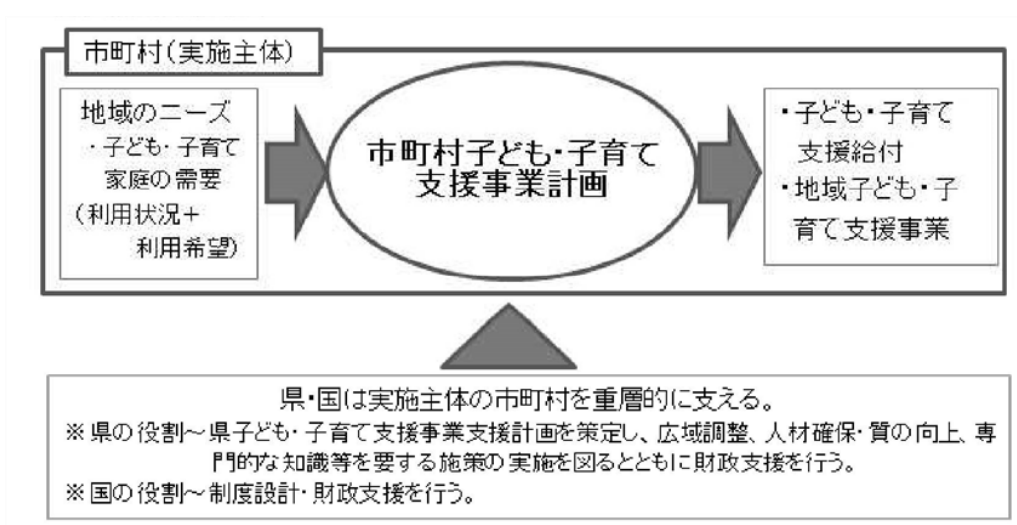 市町村(実施主体)
地域のニーズ
・子ども・子育て
家庭の需要
(利用状況+
利用希望)
市町村子ども・子育て
支援事業計画
・子ども・子育て
支援給付
・地域子ども・子
育て支援事業
県・国は実施主体の市町村を重層的に支える。
※県の役割～県子ども・子育て支援事業支援計画を策定し、広域調整、人材確保・質の向上、専
門的な知識等を要する施策の実施を図るとともに財政支援を行う。
※国の役割～制度設計・財政支援を行う。